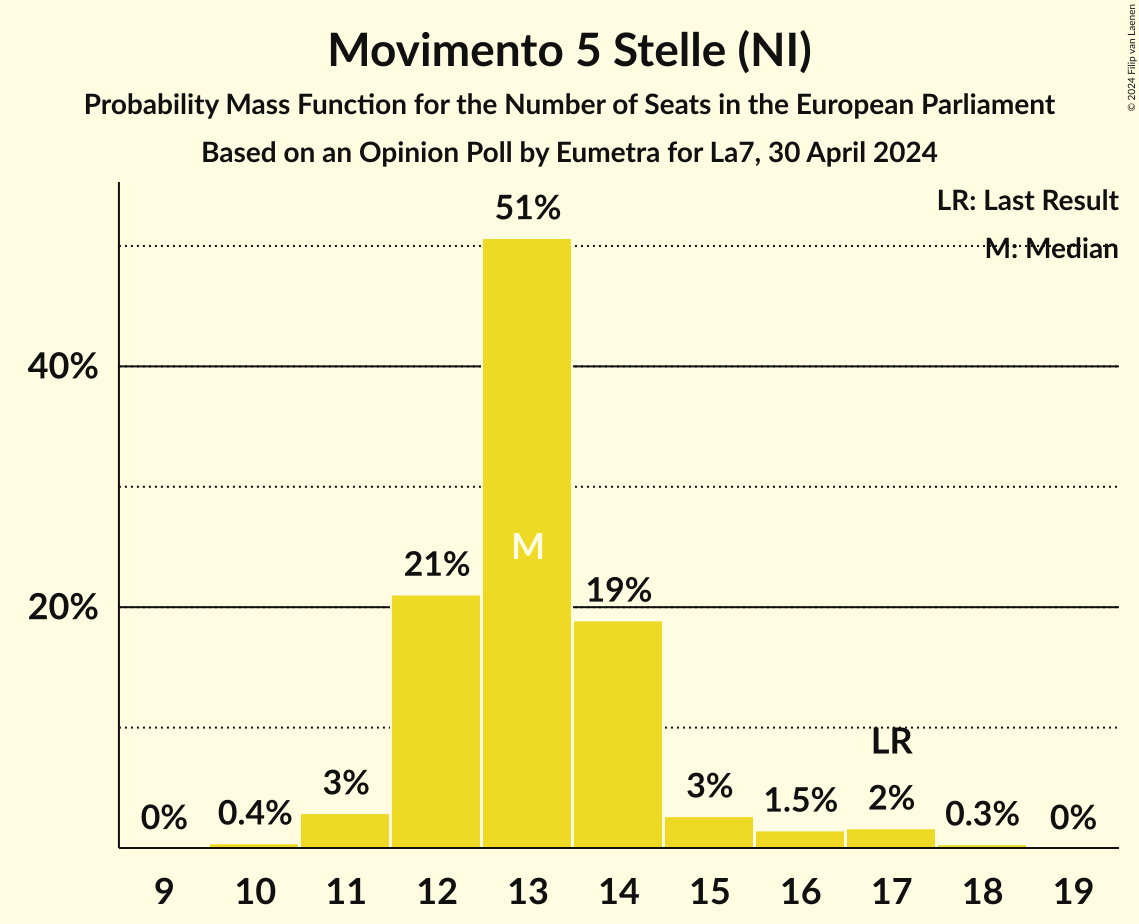 Movimento 5 Stelle (NI)
Probability Mass Function for the Number of Seats in the European Parliament
Based on an Opinion Poll by Eumetra for La7, 30 April 2024
© 2024 Filip van Laenen
LR: Last Result
M: Median
51%
40%
M
21%
19%
20%
LR
0%
0.4%
3%
3%
1.5%
2%
0.3%
0%
9 10 11 12 13 14 15 16 17 18 19